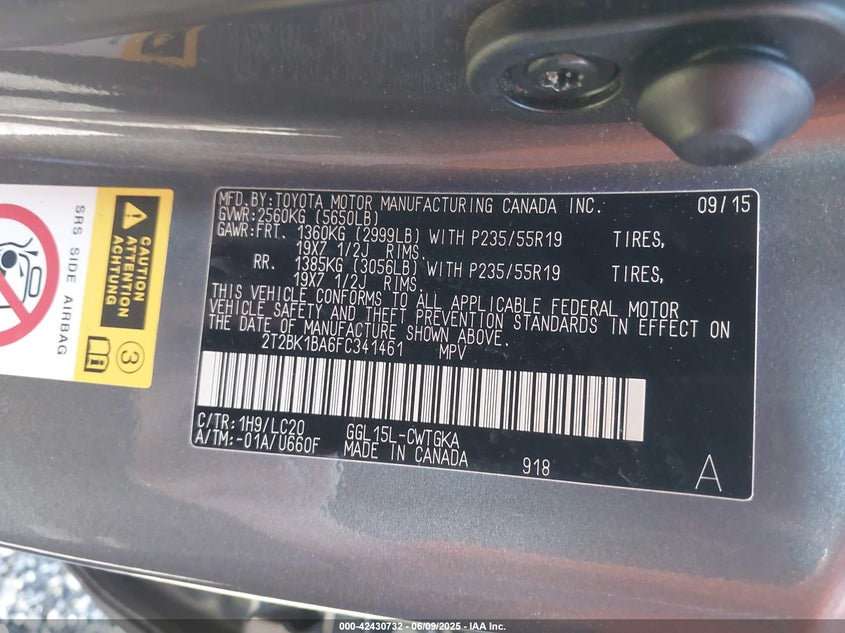 MFD.BY:TOYOTA MOTOR MANUFACTURING CANADA INC. 09/15
GVWR:2560KG (5650LB)
GAWR:FRT. 1360KG (2999LB) WITH P235/55R19 TIRES,
19X7 1/2J RIMS.
RR. 1385KG (3056LB) WITH P235/55R19 TIRES,
19X7 1/2J RIMS.
THIS VEHICLE CONFORMS TO ALL APPLICABLE FEDERAL MOTOR
VEHICLE SAFETY AND THEFT PREVENTION STANDARDS IN EFFECT ON
THE DATE OF MANUFACTURE SHOWN ABOVE.
2T2BK1BA6FC341461 MPV
C/TR:1H9/LC20 GGL15L-CWTGKA
A/TM:-01A/U660F MADE IN CANADA 918 A
SRS SIDE AIRBAG
CAUTION
ATTENTION
ACHTUNG
3
000-42430732 - 06/09/2025 - IAA Inc.